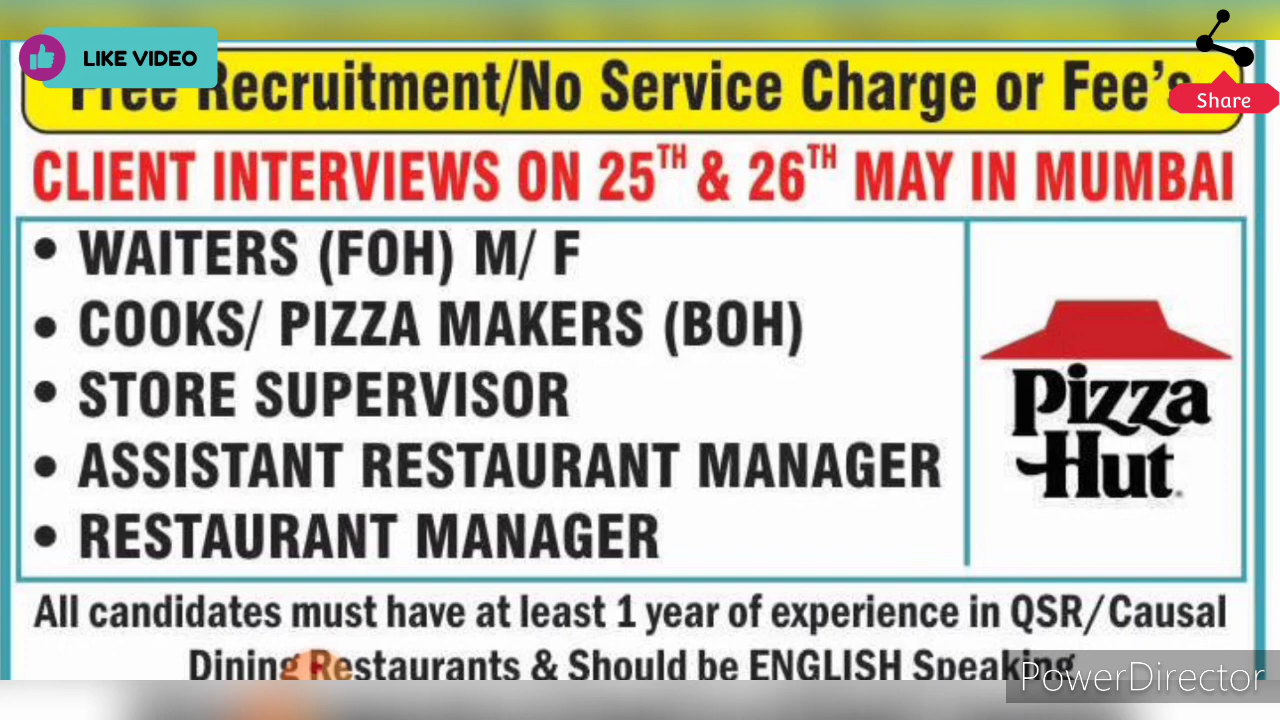 LIKE VIDEO
Free Recruitment/No Service Charge or Fee's
Share
CLIENT INTERVIEWS ON 25TH & 26TH MAY IN MUMBAI
• WAITERS (FOH) M/ F
• COOKS/ PIZZA MAKERS (BOH)
• STORE SUPERVISOR
• ASSISTANT RESTAURANT MANAGER
• RESTAURANT MANAGER
Pizza
Hut
All candidates must have at least 1 year of experience in QSR/Causal
Dining Restaurants & Should be ENGLISH Speaking
PowerDirector